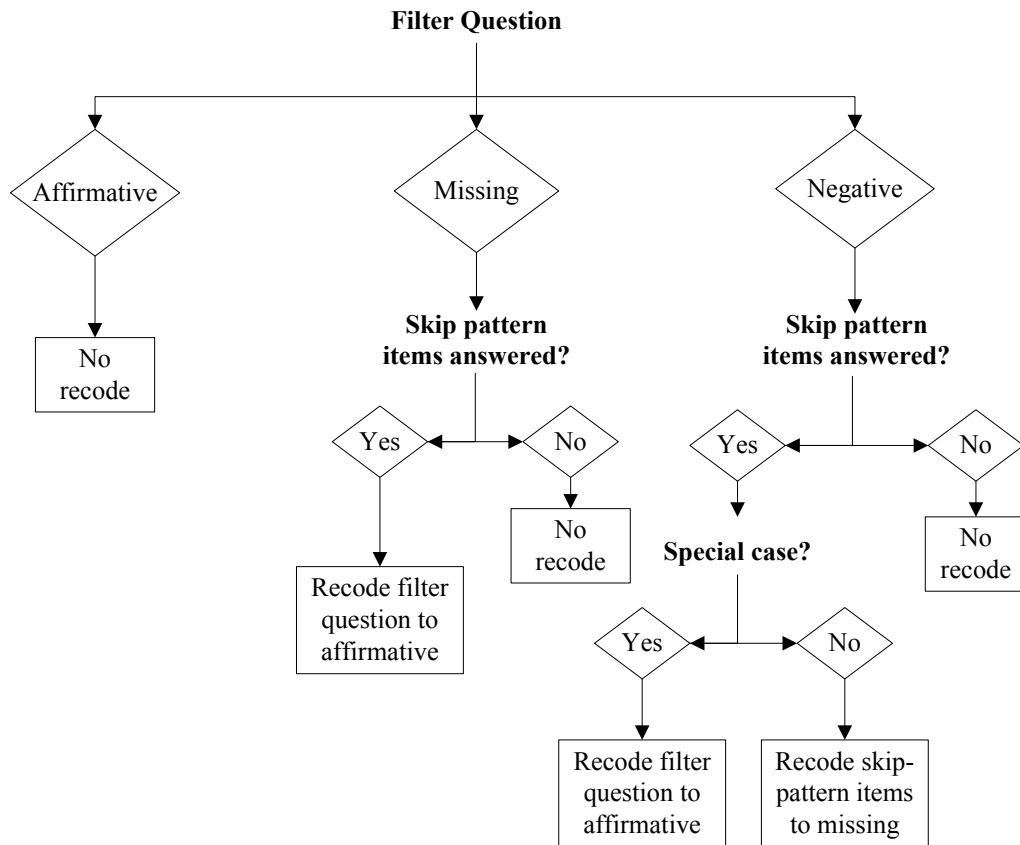 Filter Question
Affirmative
Missing
Negative
No
recode
Skip pattern
items answered?
Skip pattern
items answered?
Yes
No
Yes
No
No
recode
No
recode
Special case?
Recode filter
question to
affirmative
Yes
No
Recode filter
question to
affirmative
Recode skip-
pattern items
to missing